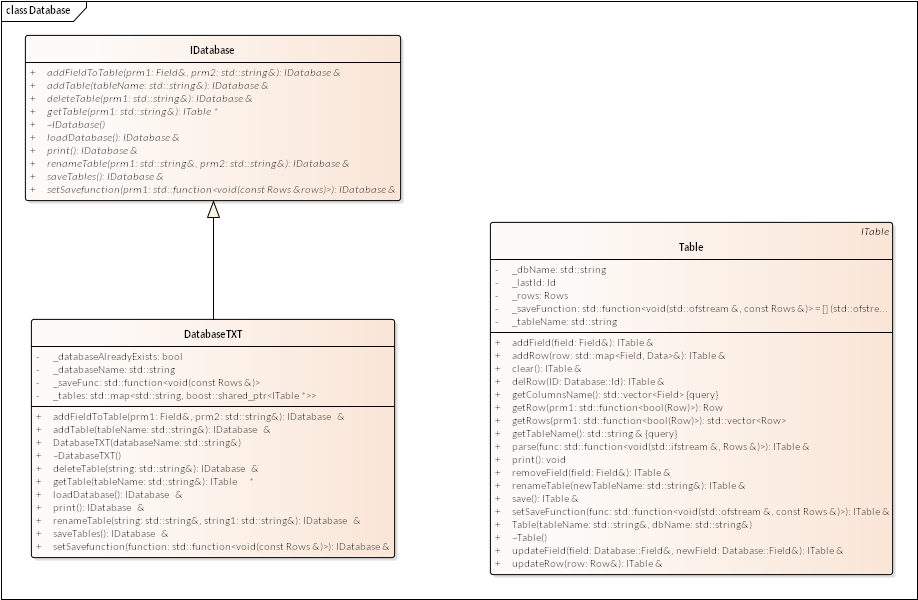 class Database
IDatabase
+ addFieldToTable(prm1: Field&, prm2: std::string&): IDatabase &
+ addTable(tableName: std::string&): IDatabase &
+ deleteTable(prm1: std::string&): IDatabase &
+ getTable(prm1: std::string&): ITable *
+ ~IDatabase()
+ loadDatabase(): IDatabase &
+ print(): IDatabase &
+ renameTable(prm1: std::string&, prm2: std::string&): IDatabase &
+ saveTables(): IDatabase &
+ setSavefunction(prm1: std::function<void(const Rows &rows)>): IDatabase &
DatabaseTXT
- _databaseAlreadyExists: bool
- _databaseName: std::string
- _saveFunc: std::function<void(const Rows &)>
- _tables: std::map<std::string, boost::shared_ptr<ITable *>>
+ addFieldToTable(prm1: Field&, prm2: std::string&): IDatabase &
+ addTable(tableName: std::string&): IDatabase &
+ DatabaseTXT(databaseName: std::string&)
+ ~DatabaseTXT()
+ deleteTable(string: std::string&): IDatabase &
+ getTable(tableName: std::string&): ITable *
+ loadDatabase(): IDatabase &
+ print(): IDatabase &
+ renameTable(string: std::string&, string1: std::string&): IDatabase &
+ saveTables(): IDatabase &
+ setSavefunction(function: std::function<void(const Rows &)>): IDatabase &
ITable
Table
- _dbName: std::string
- _lastId: Id
- _rows: Rows
- _saveFunction: std::function<void(std::ofstream &, const Rows &)> = [] (std::ofstre...
- _tableName: std::string
+ addField(field: Field&): ITable &
+ addRow(row: std::map<Field, Data>&): ITable &
+ clear(): ITable &
+ delRow(ID: Database::Id): ITable &
+ getColumnsName(): std::vector<Field> {query}
+ getRow(prm1: std::function<bool(Row)>): Row
+ getRows(prm1: std::function<bool(Row)>): std::vector<Row>
+ getTableName(): std::string & {query}
+ parse(func: std::function<void(std::ifstream &, Rows &)>): ITable &
+ print(): void
+ removeField(field: Field&): ITable &
+ renameTable(newTableName: std::string&): ITable &
+ save(): ITable &
+ setSaveFunction(func: std::function<void(std::ofstream &, const Rows &)>): ITable &
+ Table(tableName: std::string&, dbName: std::string&)
+ ~Table()
+ updateField(field: Database::Field&, newField: Database::Field&): ITable &
+ updateRow(row: Row&): ITable &